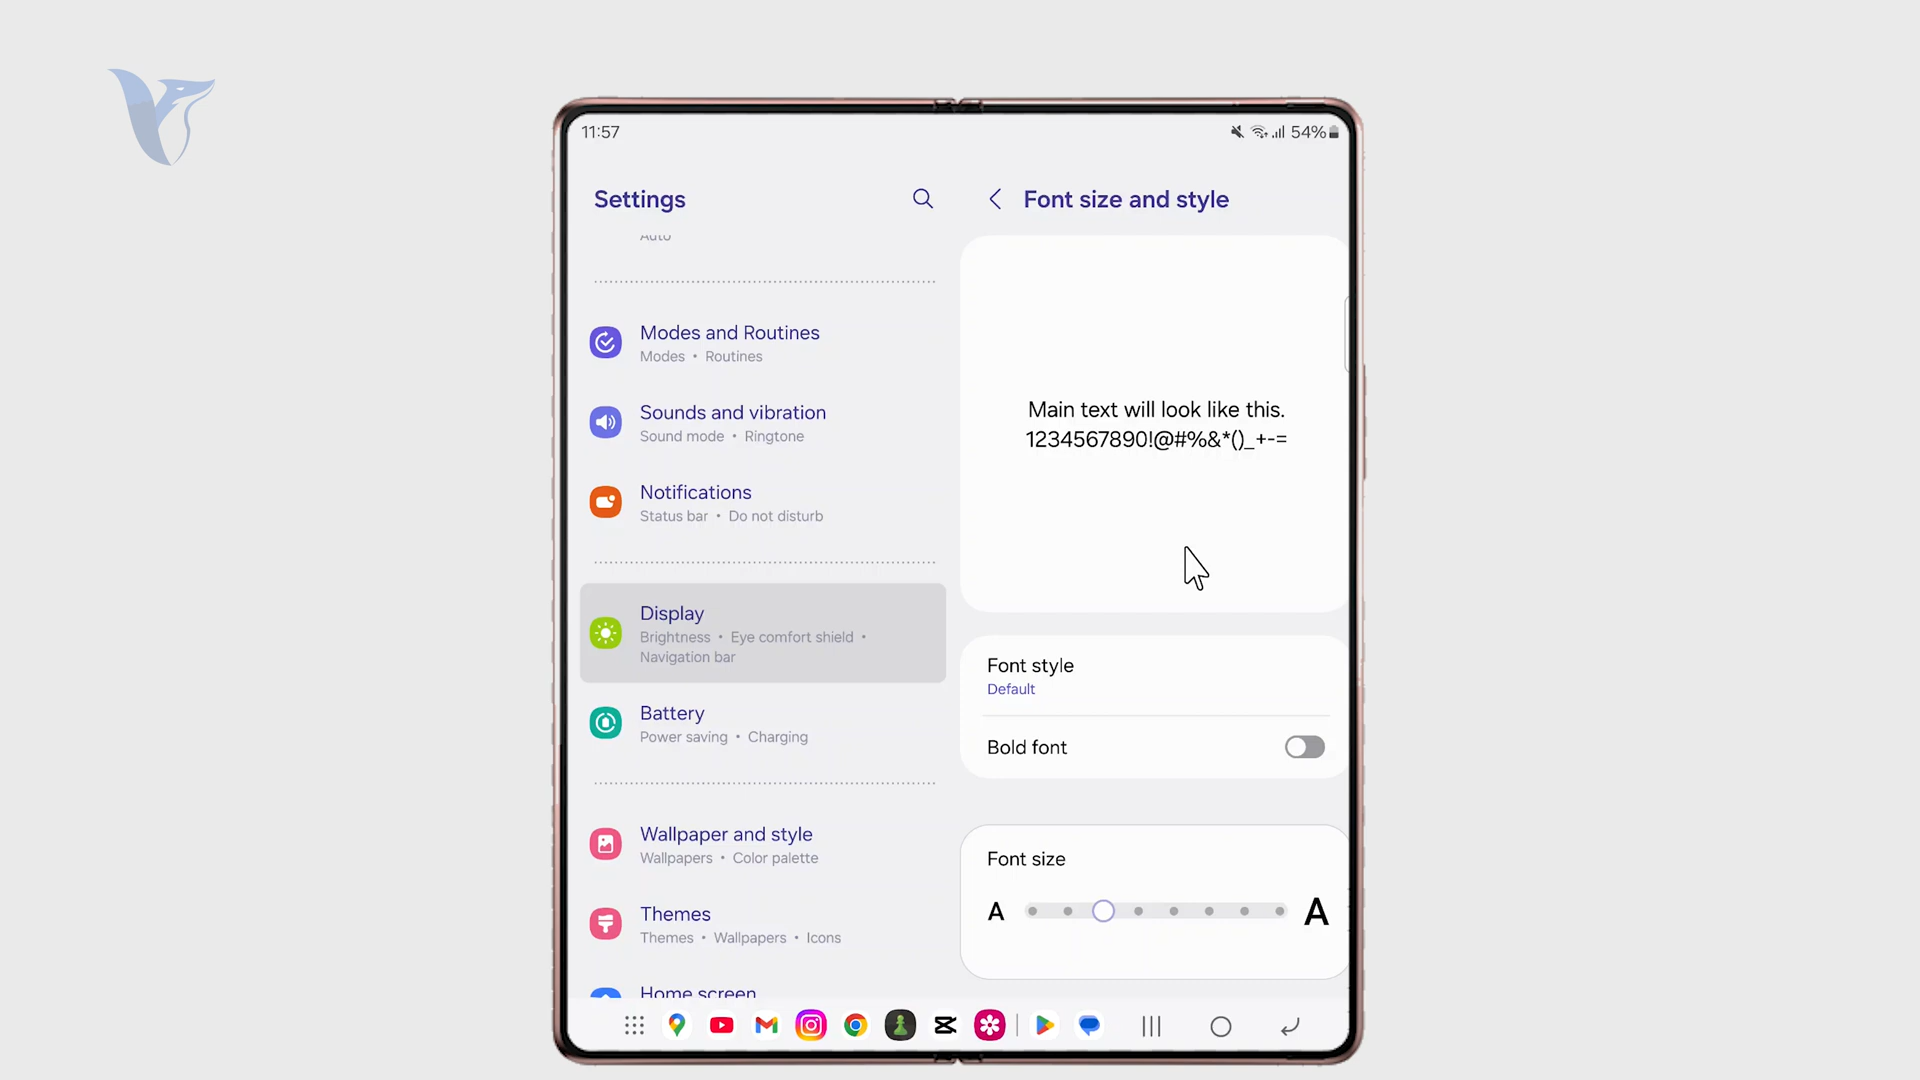 11:57
54%
Settings
Font size and style
Auto
Modes and Routines
Modes • Routines
Sounds and vibration
Sound mode • Ringtone
Notifications
Status bar • Do not disturb
Display
Brightness • Eye comfort shield •
Navigation bar
Battery
Power saving • Charging
Wallpaper and style
Wallpapers • Color palette
Themes
Themes • Wallpapers • Icons
Home screen
Main text will look like this.
1234567890!@#%&*()_+-=
Font style
Default
Bold font
Font size
A A